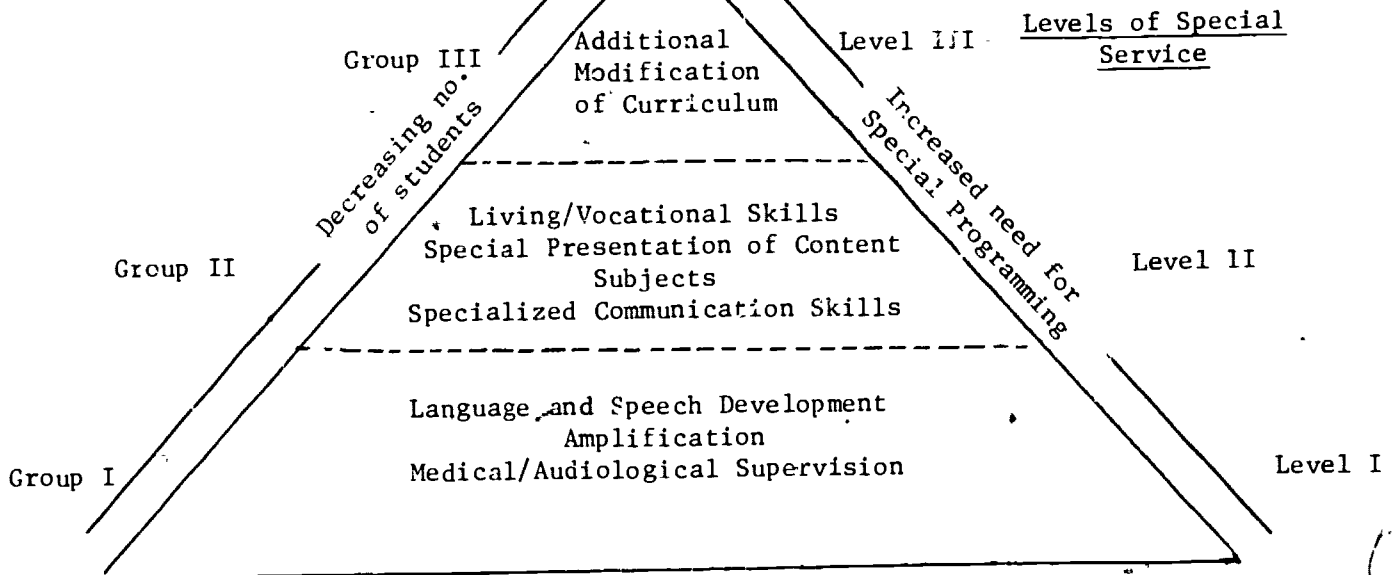 Levels of Special
Service
Group III
Additional
Modification
of Curriculum
Level III
Decreasing no.
of students
Increased need for
Special Programming
Group II
Living/Vocational Skills
Special Presentation of Content
Subjects
Specialized Communication Skills
Level II
Group I
Language and Speech Development
Amplification
Medical/Audiological Supervision
Level I